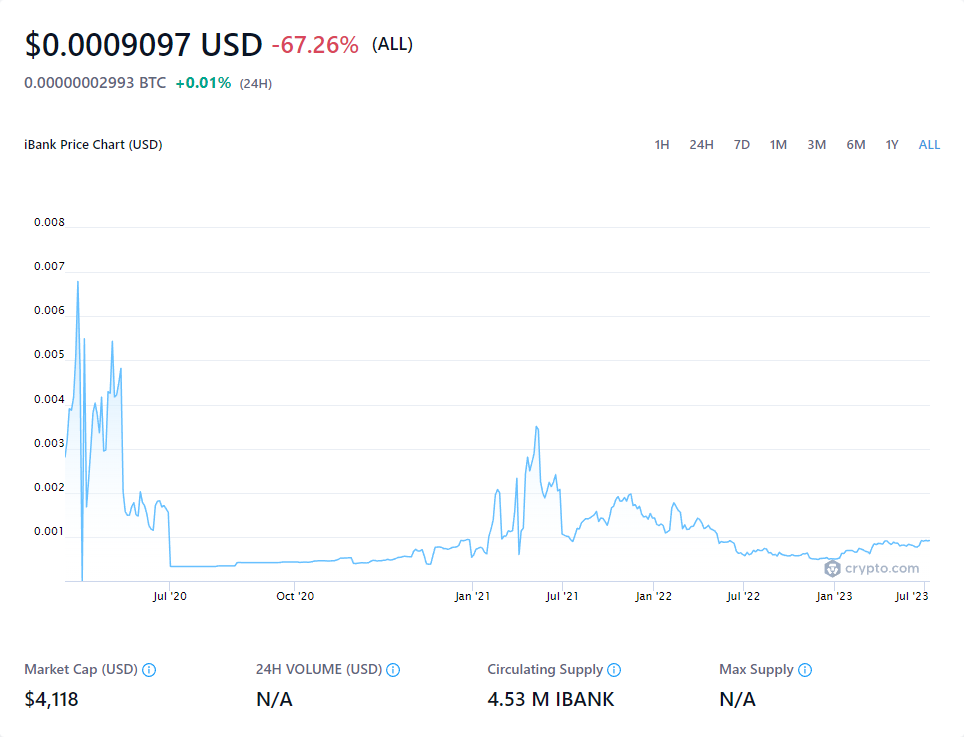 $0.0009097 USD -67.26% (ALL)
0.00000002993 BTC +0.01% (24H)
iBank Price Chart (USD) 1H 24H 7D 1M 3M 6M 1Y ALL
0.008
0.007
0.006
0.005
0.004
0.003
0.002
0.001
crypto.com
Jul '20 Oct '20 Jan '21 Jul '21 Jan '22 Jul '22 Jan '23 Jul '23
Market Cap (USD) 24H VOLUME (USD) Circulating Supply Max Supply
$4,118 N/A 4.53 M IBANK N/A